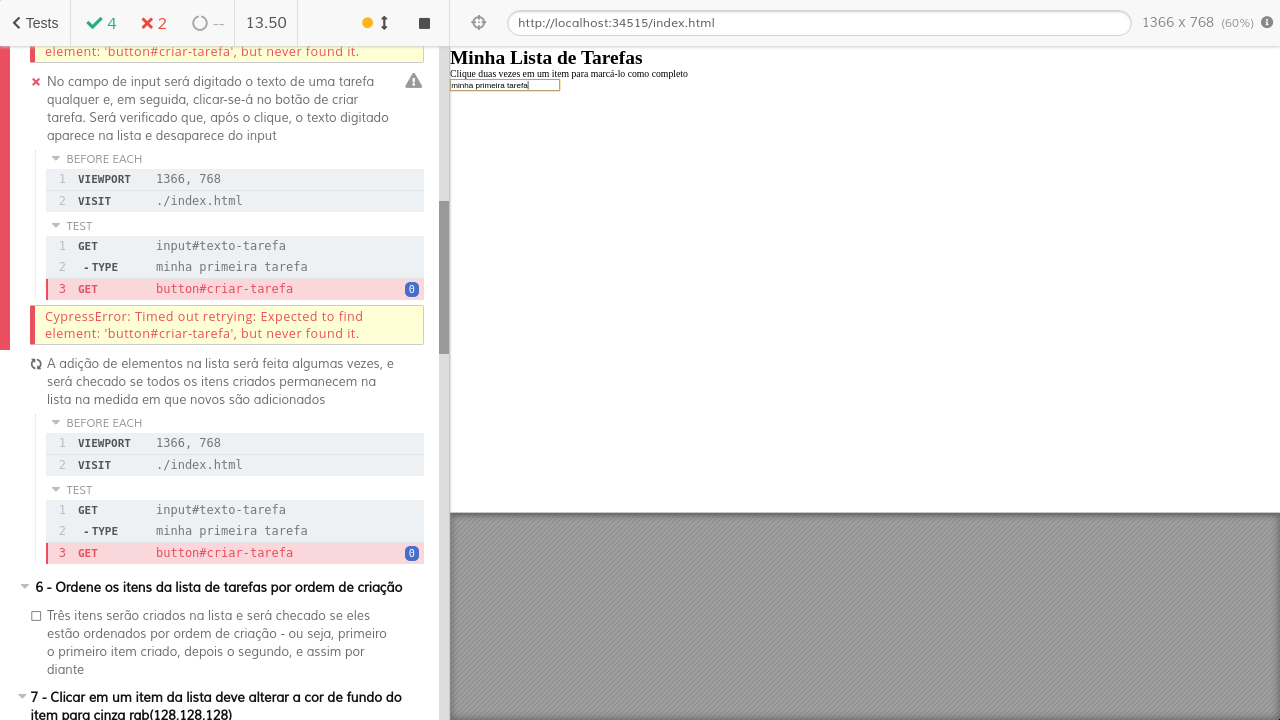 Tests
4
2
--
13.50
http://localhost:34515/index.html
1366 x 768 (60%)
element: 'button#criar-tarefa', but never found it.
No campo de input será digitado o texto de uma tarefa
qualquer e, em seguida, clicar-se-á no botão de criar
tarefa. Será verificado que, após o clique, o texto digitado
aparece na lista e desaparece do input
BEFORE EACH
1 VIEWPORT 1366, 768
2 VISIT ./index.html
TEST
1 GET input#texto-tarefa
2 -TYPE minha primeira tarefa
3 GET button#criar-tarefa 0
CypressError: Timed out retrying: Expected to find
element: 'button#criar-tarefa', but never found it.
A adição de elementos na lista será feita algumas vezes, e
será checado se todos os itens criados permanecem na
lista na medida em que novos são adicionados
BEFORE EACH
1 VIEWPORT 1366, 768
2 VISIT ./index.html
TEST
1 GET input#texto-tarefa
2 -TYPE minha primeira tarefa
3 GET button#criar-tarefa 0
6 - Ordene os itens da lista de tarefas por ordem de criação
Três itens serão criados na lista e será checado se eles
estão ordenados por ordem de criação - ou seja, primeiro
o primeiro item criado, depois o segundo, e assim por
diante
7 - Clicar em um item da lista deve alterar a cor de fundo do
item para cinza rgb(128,128,128)
Minha Lista de Tarefas
Clique duas vezes em um item para marcá-lo como completo
minha primeira tarefa